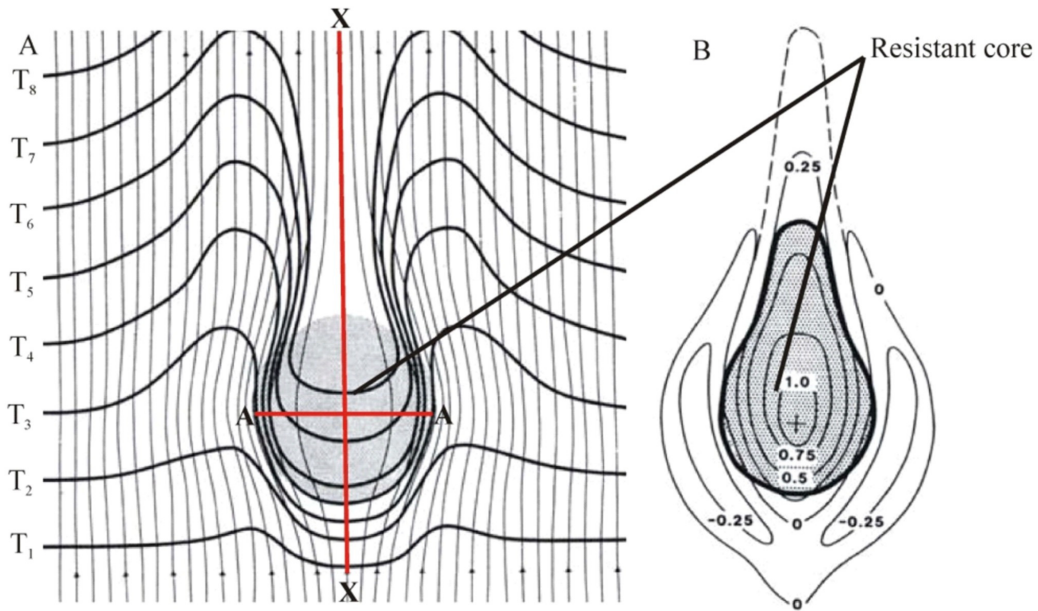 X
A
B
Resistant core
T₈
T₇
T₆
T₅
T₄
T₃
T₂
T₁
A A
X
0.25
0
1.0
0.75
0.5
-0.25 -0.25
0
0